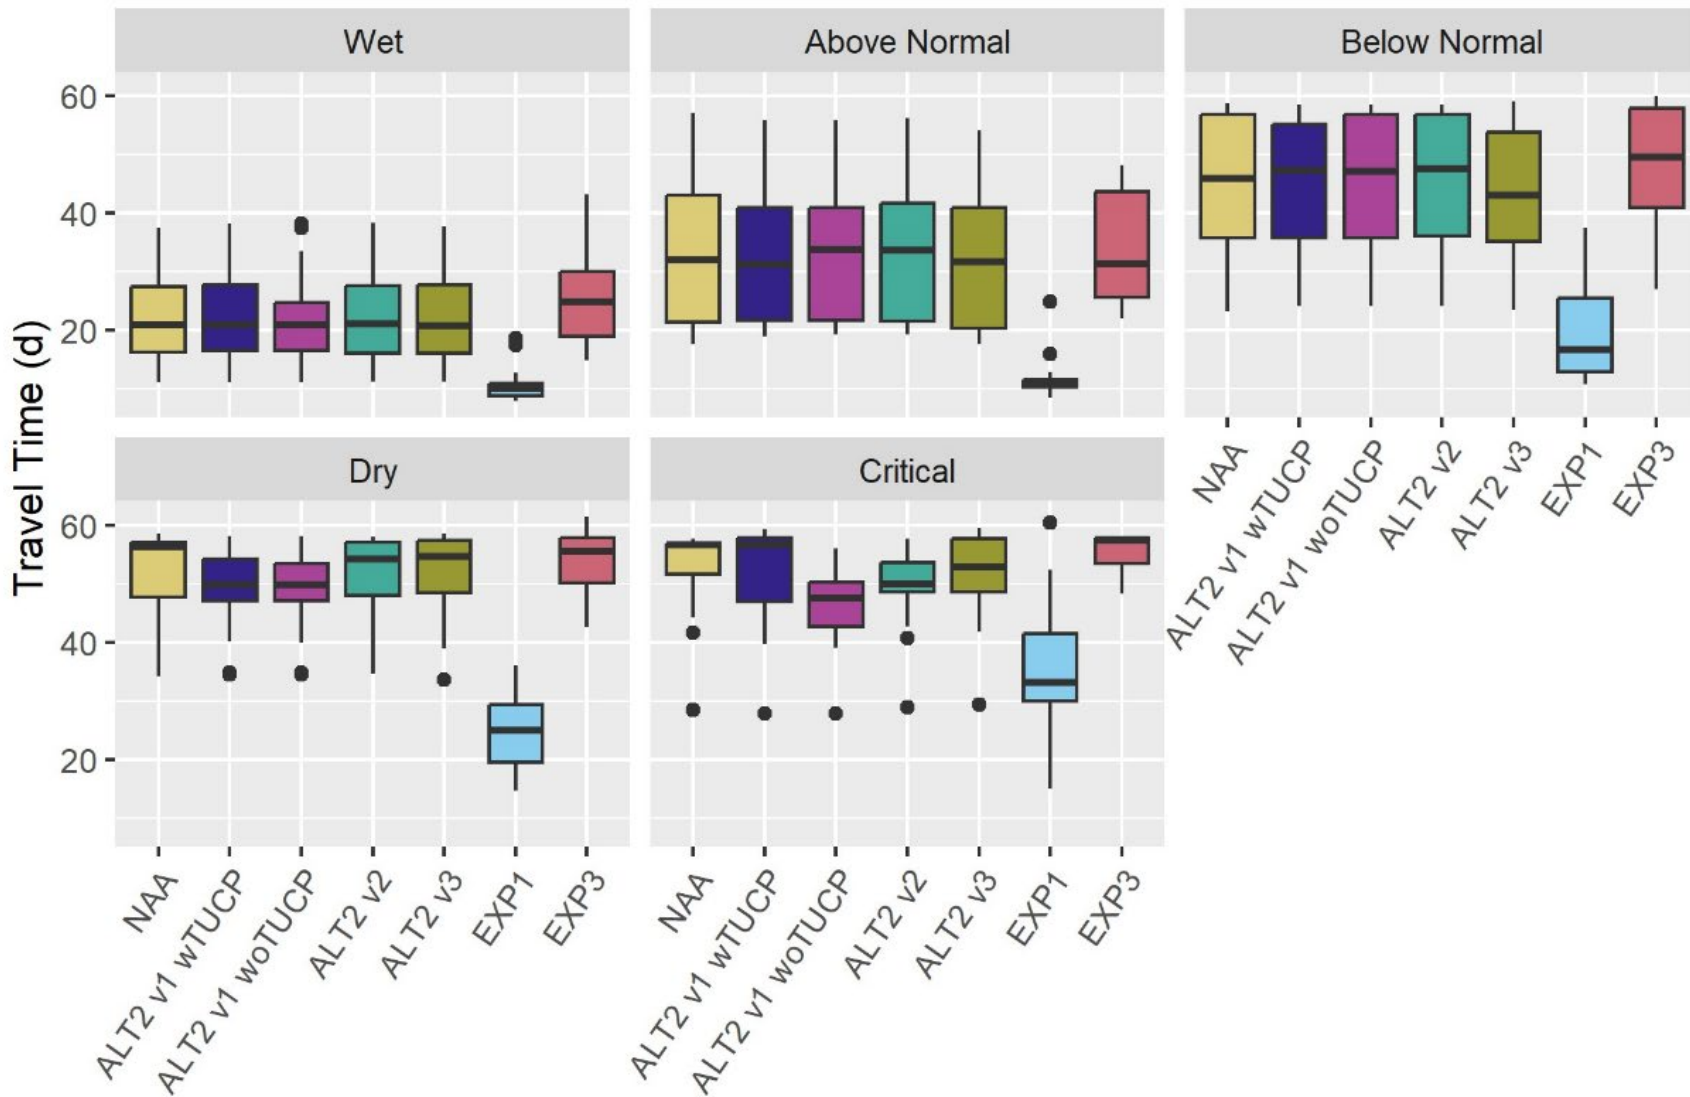 Wet
Above Normal
Below Normal
60
40
20
Travel Time (d)
NAA
ALT2 v1 wTUCP
ALT2 v1 woTUCP
ALT2 v2
ALT2 v3
EXP1
EXP3
Dry
Critical
60
40
20
NAA
ALT2 v1 wTUCP
ALT2 v1 woTUCP
ALT2 v2
ALT2 v3
EXP1
EXP3
NAA
ALT2 v1 wTUCP
ALT2 v1 woTUCP
ALT2 v2
ALT2 v3
EXP1
EXP3